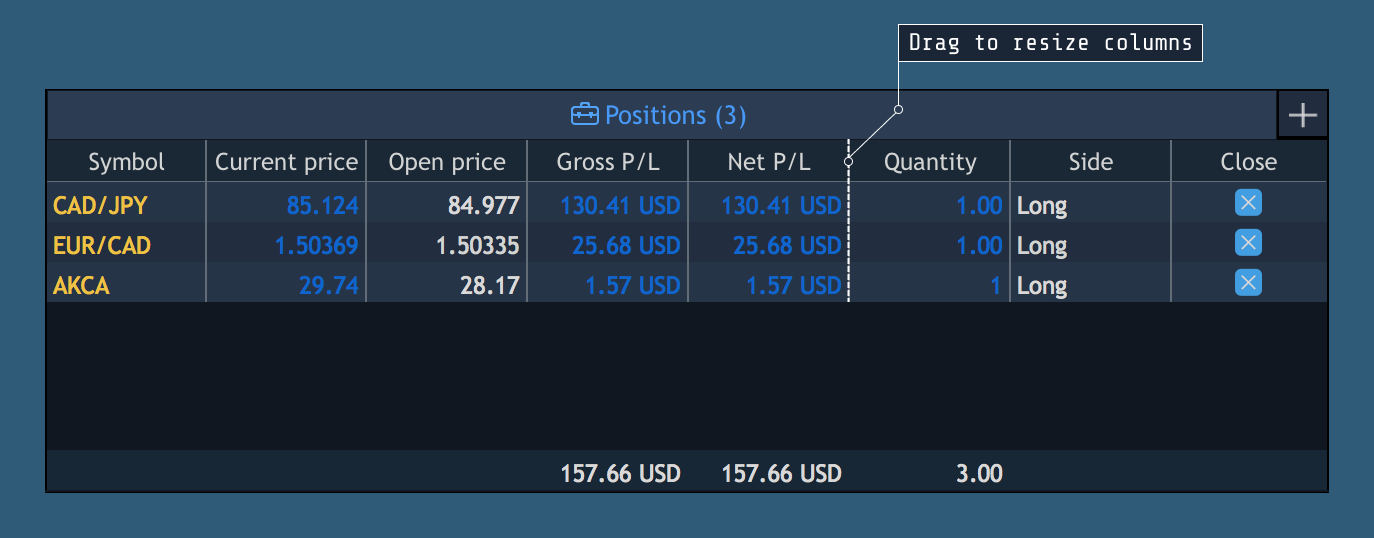 Drag to resize columns
Positions (3)
Symbol Current price Open price Gross P/L Net P/L Quantity Side Close
CAD/JPY 85.124 84.977 130.41 USD 130.41 USD 1.00 Long
EUR/CAD 1.50369 1.50335 25.68 USD 25.68 USD 1.00 Long
AKCA 29.74 28.17 1.57 USD 1.57 USD 1 Long
157.66 USD 157.66 USD 3.00